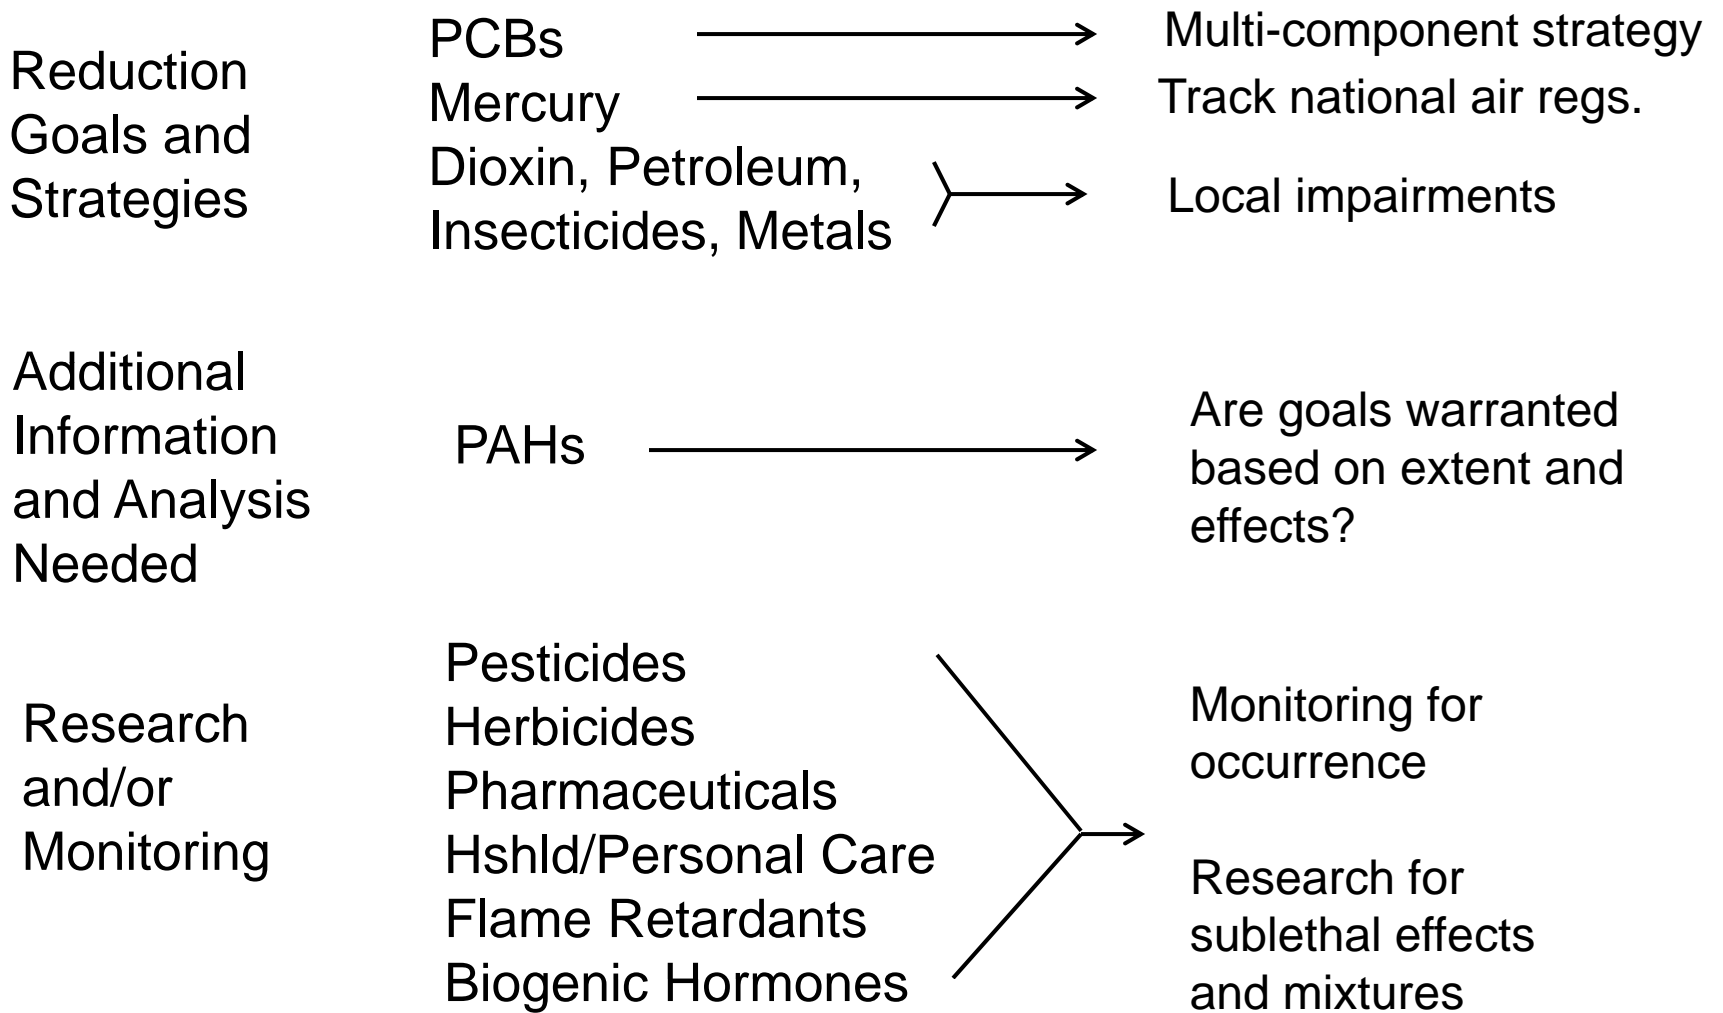 Reduction
Goals and
Strategies
PCBs
Mercury
Dioxin, Petroleum,
Insecticides, Metals
Multi-component strategy
Track national air regs.
Local impairments
Additional
Information
and Analysis
Needed
PAHs
Are goals warranted
based on extent and
effects?
Research
and/or
Monitoring
Pesticides
Herbicides
Pharmaceuticals
Hshld/Personal Care
Flame Retardants
Biogenic Hormones
Monitoring for
occurrence
Research for
sublethal effects
and mixtures